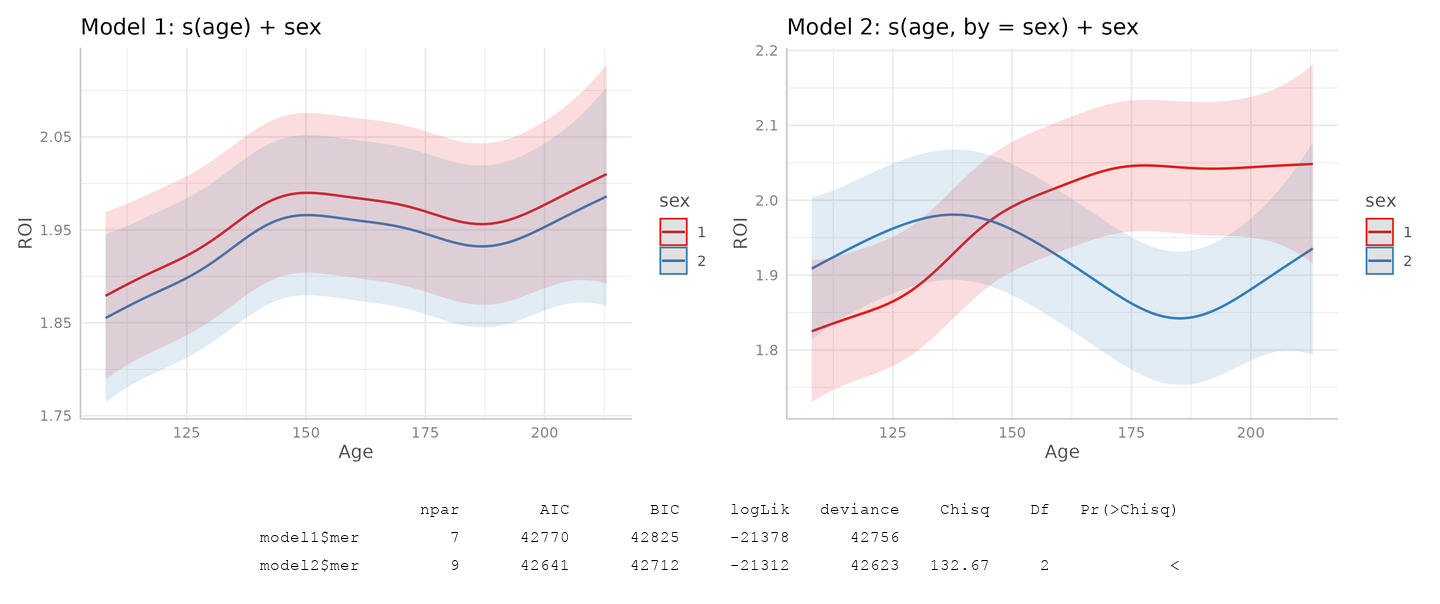 Model 1: s(age) + sex
2.05
1.95
1.85
1.75
ROI
125 150 175 200
Age
sex
1
2
Model 2: s(age, by = sex) + sex
2.2
2.1
2.0
1.9
1.8
ROI
125 150 175 200
Age
sex
1
2
npar AIC BIC logLik deviance Chisq Df Pr(>Chisq)
model1$mer 7 42770 42825 -21378 42756
model2$mer 9 42641 42712 -21312 42623 132.67 2 <